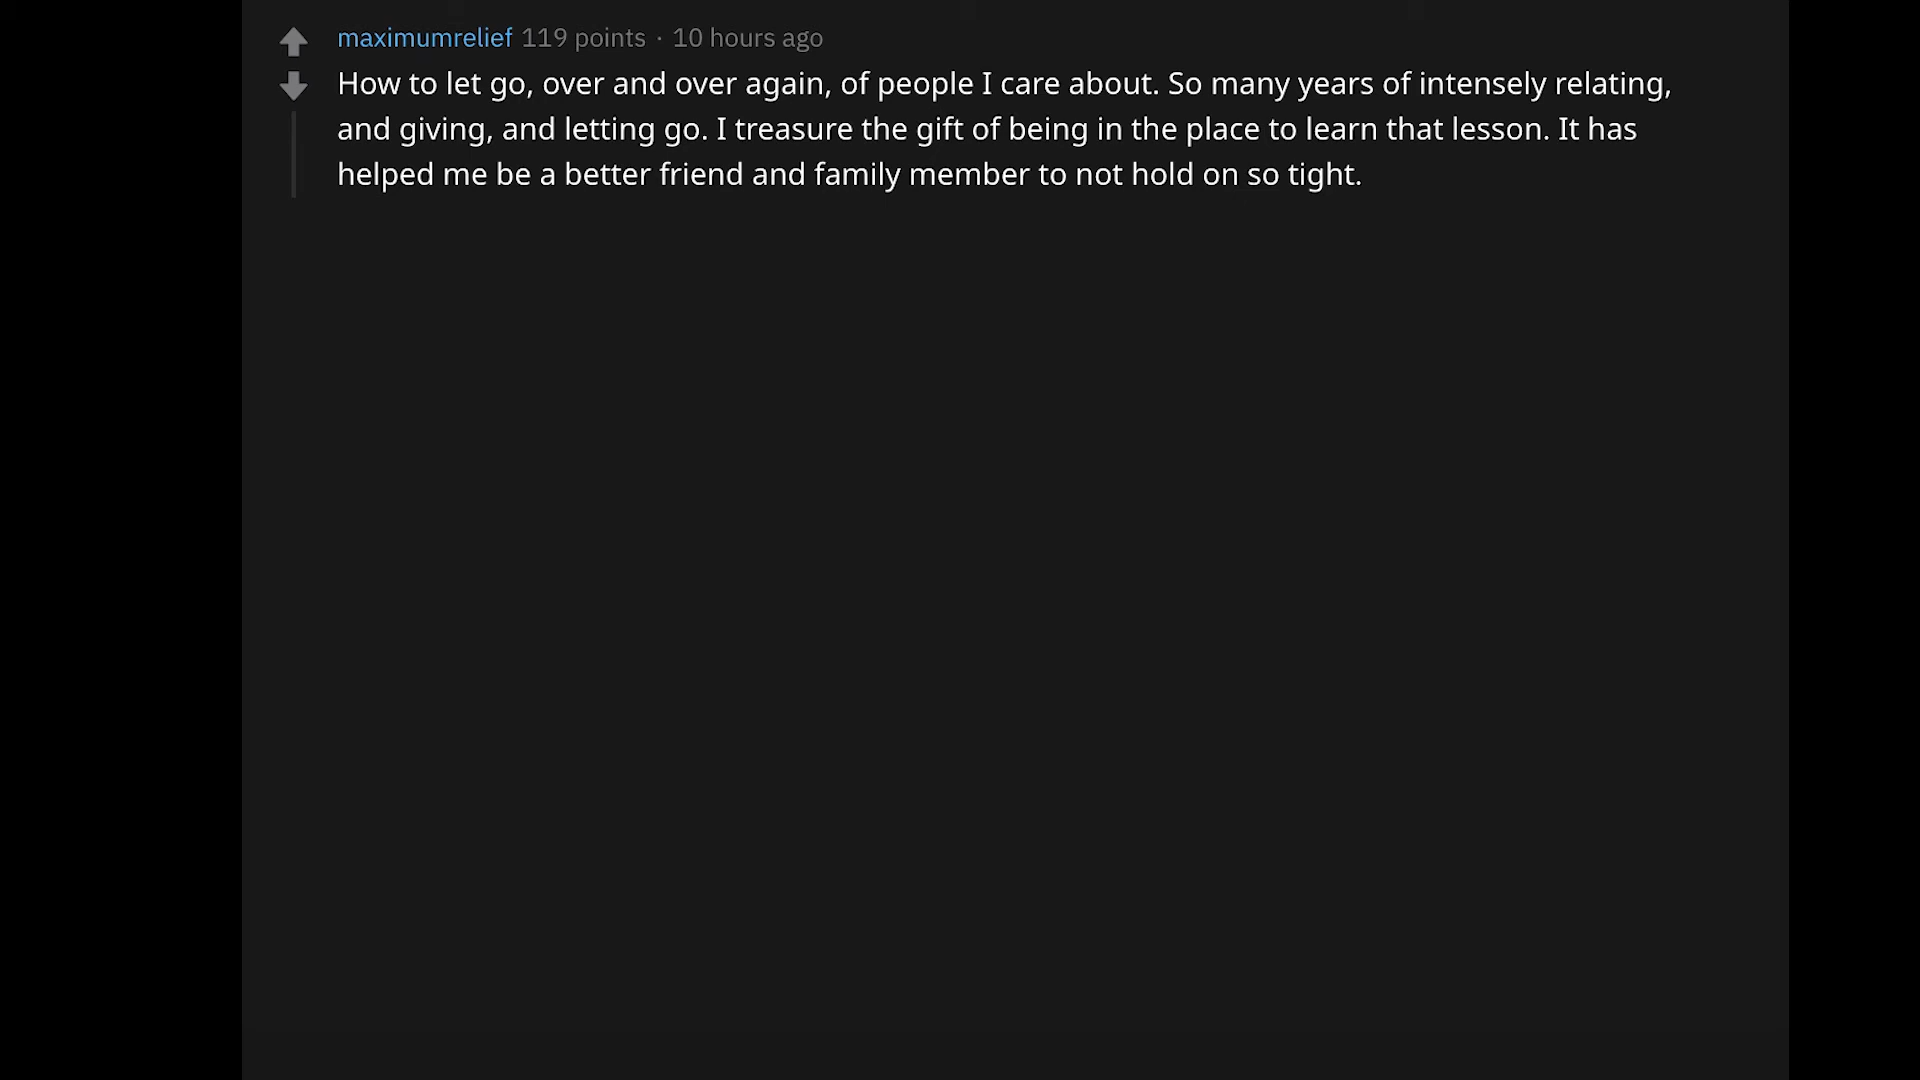 maximumrelief 119 points · 10 hours ago
How to let go, over and over again, of people I care about. So many years of intensely relating,
and giving, and letting go. I treasure the gift of being in the place to learn that lesson. It has
helped me be a better friend and family member to not hold on so tight.